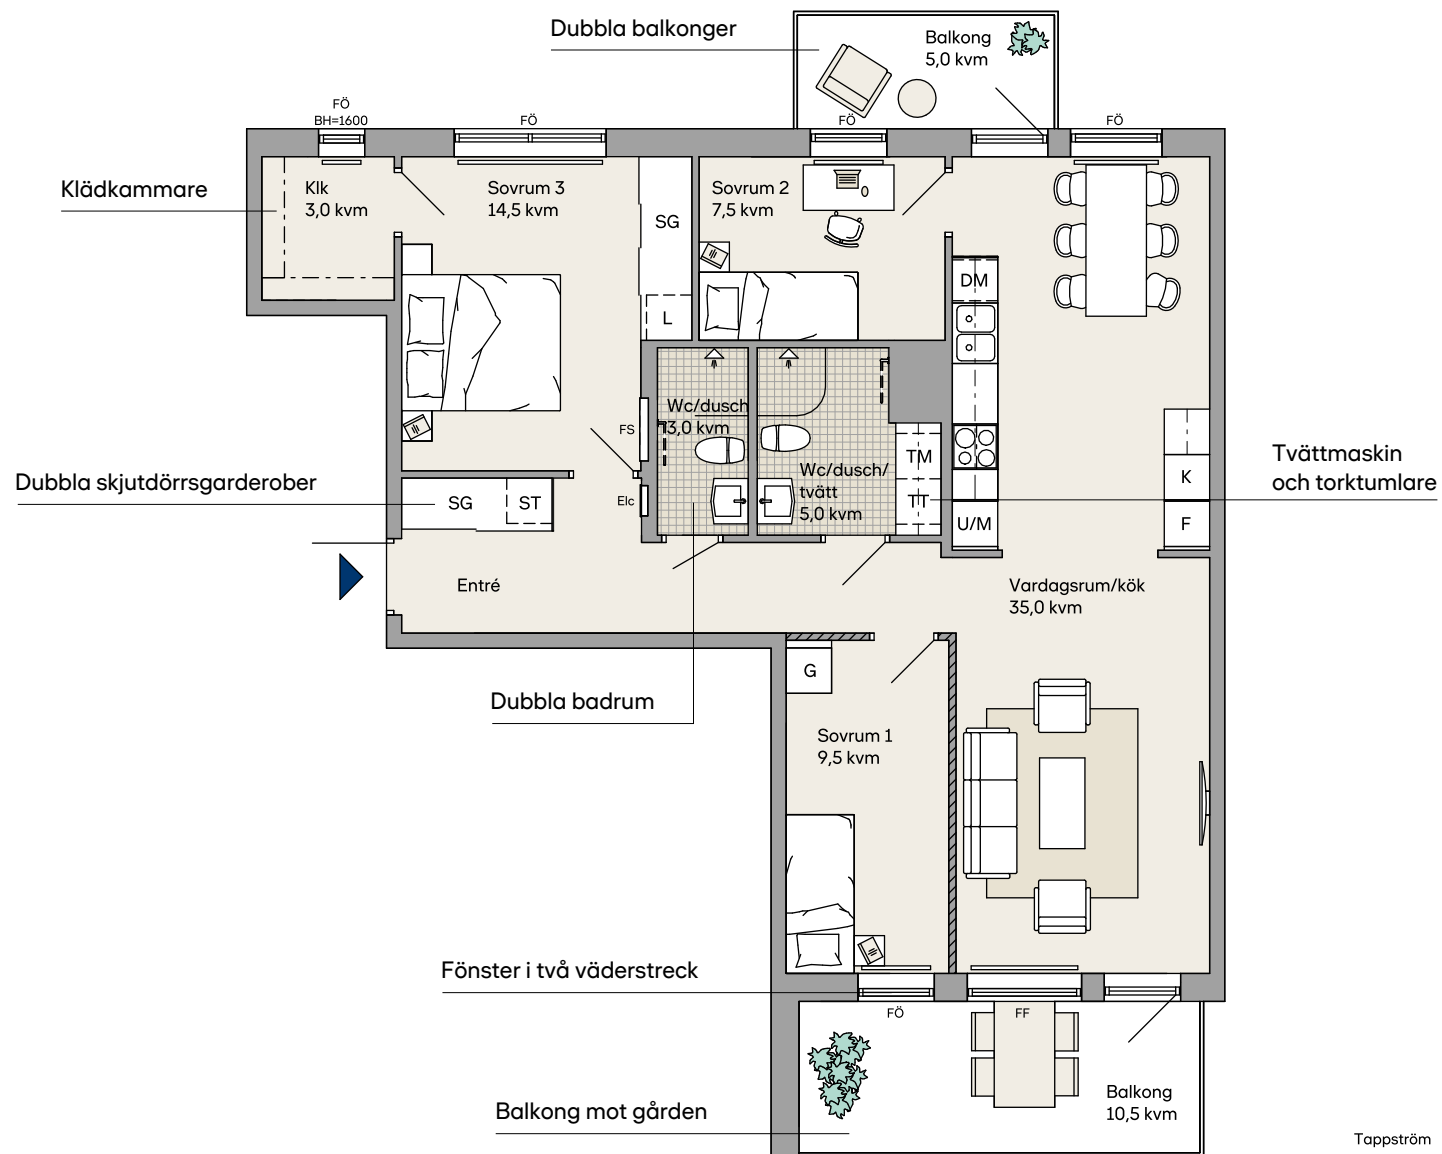 Dubbla balkonger
Balkong
5,0 kvm
FÖ
BH=1600
FÖ
FÖ
FÖ
Klädkammare
Klk
3,0 kvm
Sovrum 3
14,5 kvm
SG
Sovrum 2
7,5 kvm
DM
L
Wc/dusch
3,0 kvm
FS
Wc/dusch/
tvätt
5,0 kvm
TM
TT
K
Tvättmaskin
och torktumlare
Dubbla skjutdörrsgarderober
SG
ST
Elc
U/M
F
Entré
Vardagsrum/kök
35,0 kvm
G
Dubbla badrum
Sovrum 1
9,5 kvm
Fönster i två väderstreck
FÖ
FF
Balkong mot gården
Balkong
10,5 kvm
Tappström